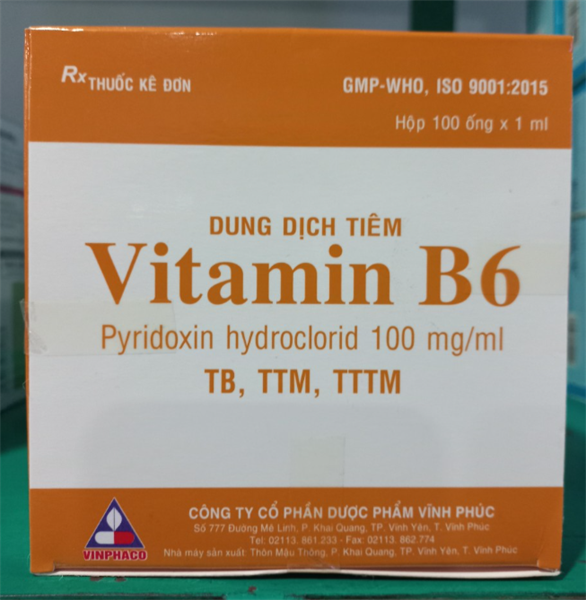 Rx THUỐC KÊ ĐƠN
GMP-WHO, ISO 9001:2015
Hộp 100 ống x 1 ml
DUNG DỊCH TIÊM
Vitamin B6
Pyridoxin hydroclorid 100 mg/ml
TB, TTM, TTTM
CÔNG TY CỔ PHẦN DƯỢC PHẨM VĨNH PHÚC
Số 777 Đường Mê Linh, P. Khai Quang, TP. Vĩnh Yên, T. Vĩnh Phúc
Tel: 02113. 861.233 - Fax: 02113. 862.774
Nhà máy sản xuất: Thôn Mậu Thông, P. Khai Quang, TP. Vĩnh Yên, T. Vĩnh Phúc
VINPHACO